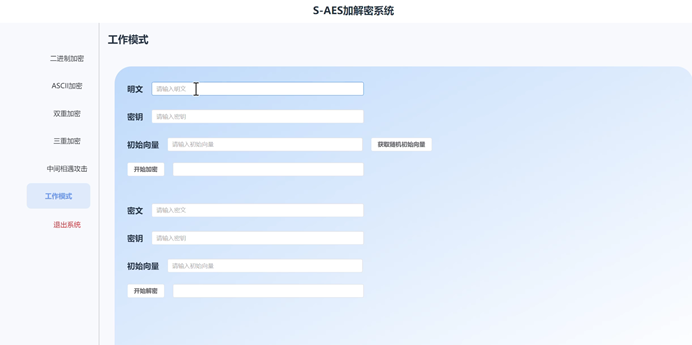 S-AES加解密系统
二进制加密
ASCII加密
双重加密
三重加密
中间相遇攻击
工作模式
退出系统
工作模式
明文 请输入明文
密钥 请输入密钥
初始向量 请输入初始向量 获取随机初始向量
开始加密
密文 请输入密文
密钥 请输入密钥
初始向量 请输入初始向量
开始解密